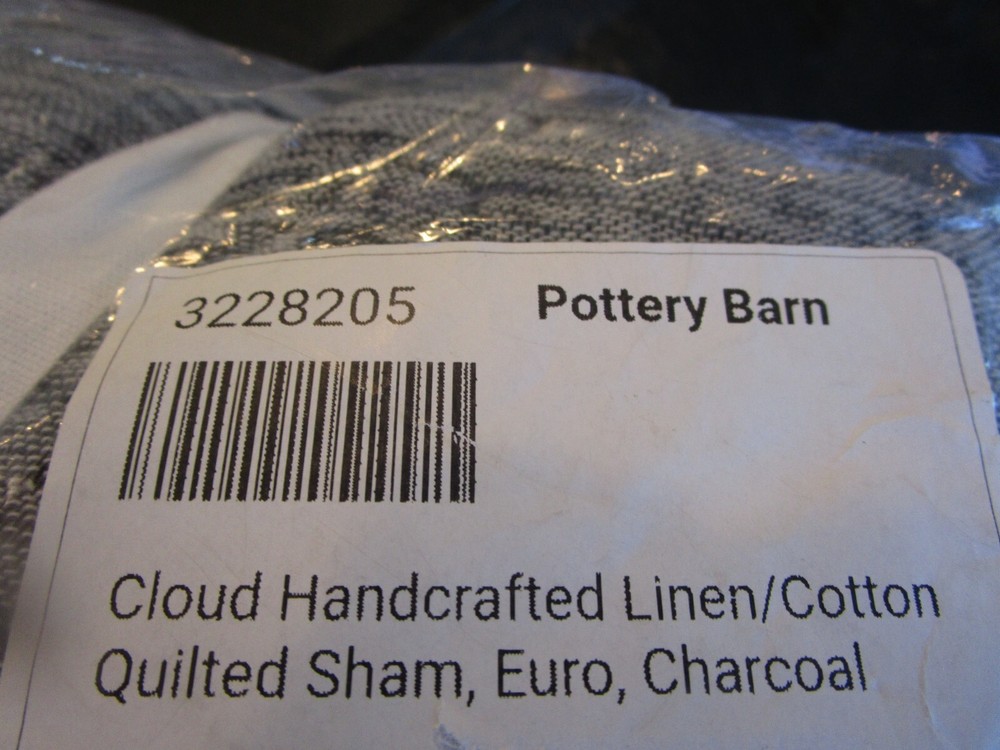 3228205 Pottery Barn
Cloud Handcrafted Linen/Cotton
Quilted Sham, Euro, Charcoal